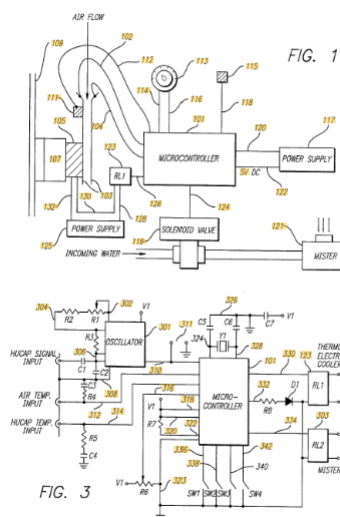 109
102
AIR FLOW
112
113
115
FIG. 1
111
114
116
118
105
104
123
101
MICROCONTROLLER
120
117
POWER SUPPLY
107
RL1
5V DC
122
103
126
130
132
128
124
POWER SUPPLY
125
119
SOLENOID VALVE
121
INCOMING WATER
MISTER
304
302
V1
326
R2
R1
301
C5
C6
C7
V1
R3
OSCILLATOR
311
324
Y1
328
306
HUCAP SIGNAL
INPUT
C1
C2
310
101
330
123
THERMO
ELECTRIC
COOLER
C3
308
316
MICRO-
CONTROLLER
332
D1
RL1
AIR TEMP.
INPUT
R4
312
V1
318
R8
303
314
R7
320
322
334
RL2
HUCAP TEMP.
INPUT
336
342
R5
338
340
MISTER
C4
FIG. 3
V1
R6
323
SW1
SW2
SW3
SW4